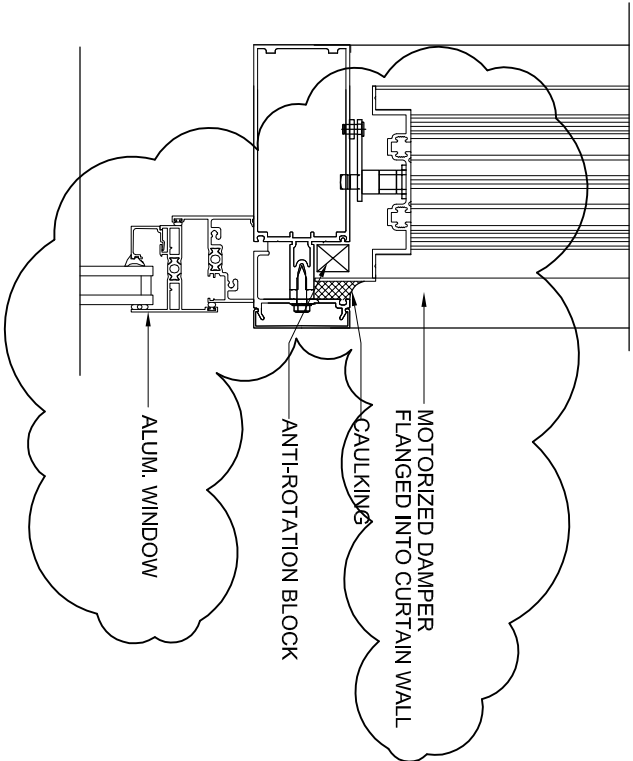 MOTORIZED DAMPER
FLANGED INTO CURTAIN WALL
CAULKING
ANTI-ROTATION BLOCK
ALUM. WINDOW